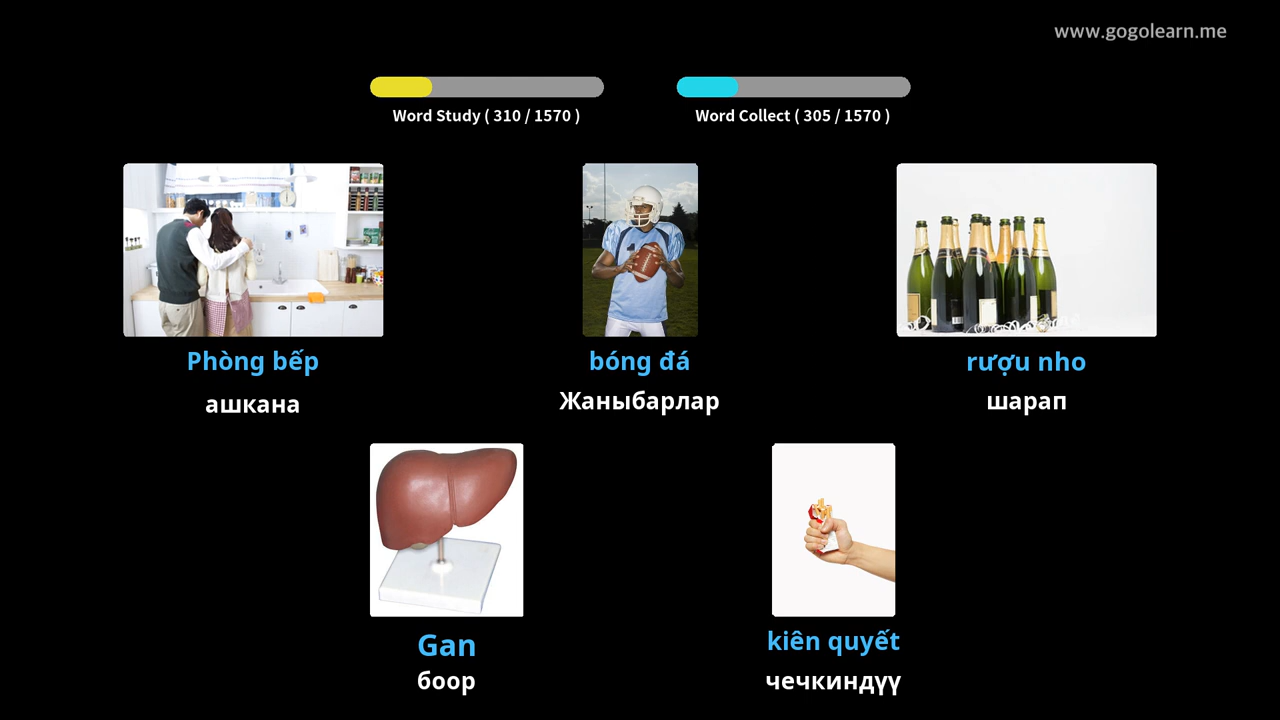 www.gogolearn.me
Word Study ( 310 / 1570 )
Word Collect ( 305 / 1570 )
Phòng bếp
bóng đá
rượu nho
ашкана
Жаныбарлар
шарап
Gan
kiên quyết
боор
чечкиндүү